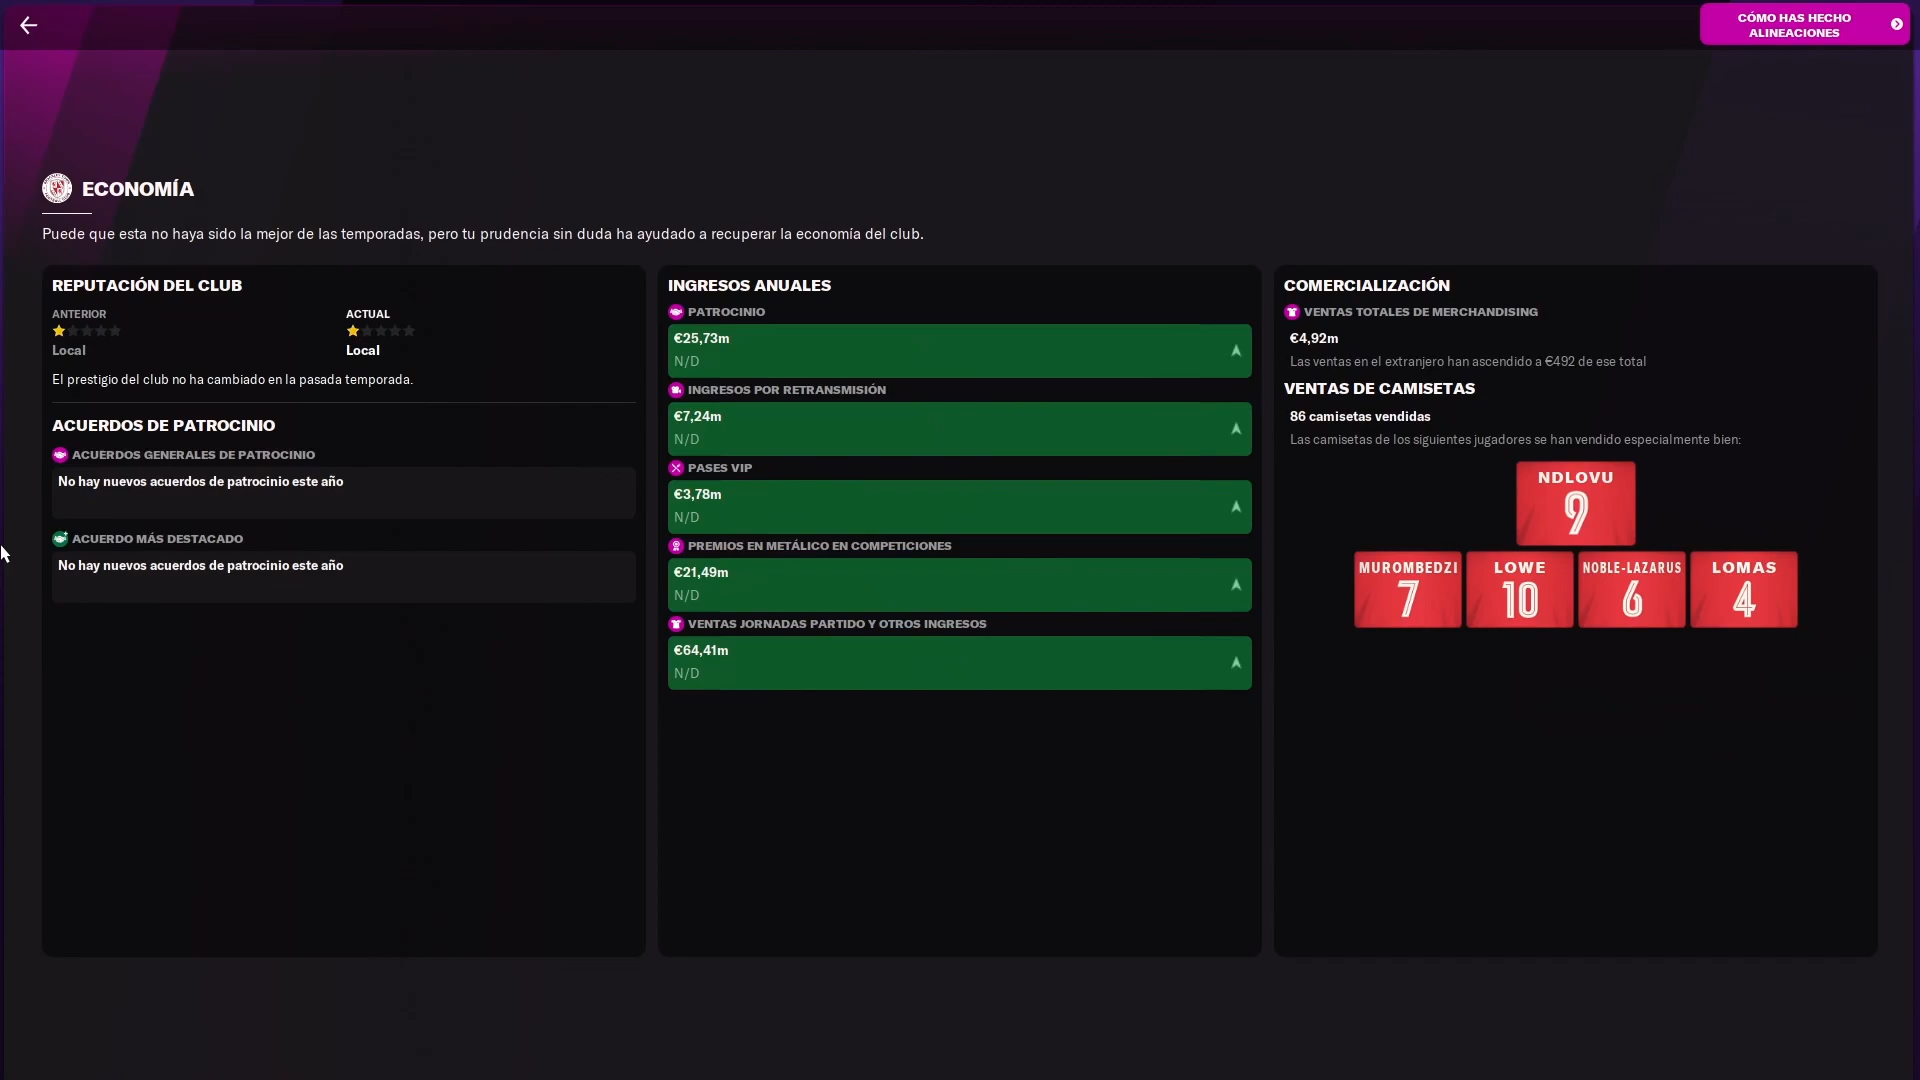 CÓMO HAS HECHO
ALINEACIONES
ECONOMÍA
Puede que esta no haya sido la mejor de las temporadas, pero tu prudencia sin duda ha ayudado a recuperar la economía del club.
REPUTACIÓN DEL CLUB
ANTERIOR
ACTUAL
Local
Local
El prestigio del club no ha cambiado en la pasada temporada.
ACUERDOS DE PATROCINIO
ACUERDOS GENERALES DE PATROCINIO
No hay nuevos acuerdos de patrocinio este año
ACUERDO MÁS DESTACADO
No hay nuevos acuerdos de patrocinio este año
INGRESOS ANUALES
PATROCINIO
€25,73m
N/D
INGRESOS POR RETRANSMISIÓN
€7,24m
N/D
PASES VIP
€3,78m
N/D
PREMIOS EN METÁLICO EN COMPETICIONES
€21,49m
N/D
VENTAS JORNADAS PARTIDO Y OTROS INGRESOS
€64,41m
N/D
COMERCIALIZACIÓN
VENTAS TOTALES DE MERCHANDISING
€4,92m
Las ventas en el extranjero han ascendido a €492 de ese total
VENTAS DE CAMISETAS
86 camisetas vendidas
Las camisetas de los siguientes jugadores se han vendido especialmente bien:
NDLOVU
9
MUROMBEDZI
7
LOWE
10
NOBLE-LAZARUS
6
LOMAS
4